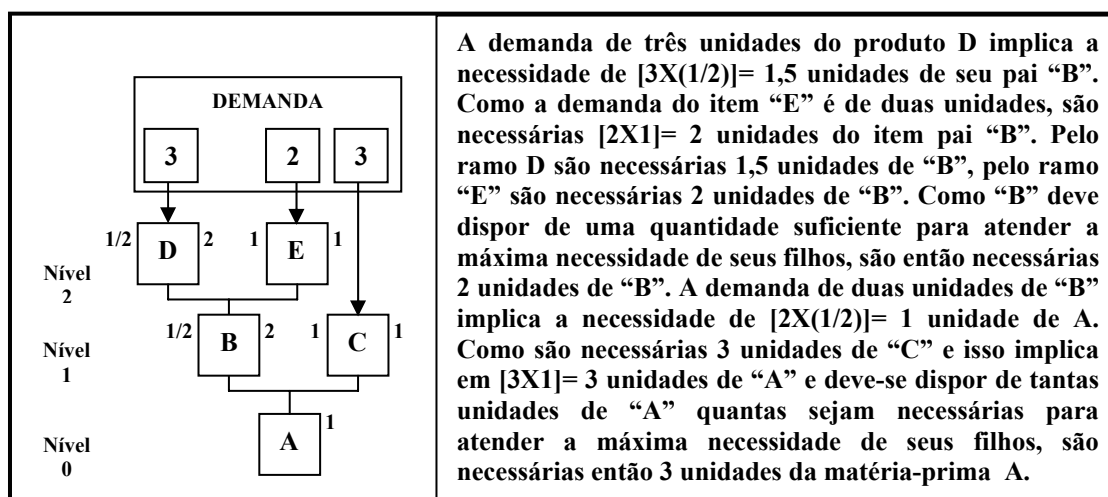 DEMANDA
3 2 3
1/2 D 2 1 E 1
Nível
2
1/2 B 2 1 C 1
Nível
1
A 1
Nível
0
A demanda de três unidades do produto D implica a
necessidade de [3X(1/2)]= 1,5 unidades de seu pai “B”.
Como a demanda do item “E” é de duas unidades, são
necessárias [2X1]= 2 unidades do item pai “B”. Pelo
ramo D são necessárias 1,5 unidades de “B”, pelo ramo
“E” são necessárias 2 unidades de “B”. Como “B” deve
dispor de uma quantidade suficiente para atender a
máxima necessidade de seus filhos, são então necessárias
2 unidades de “B”. A demanda de duas unidades de “B”
implica a necessidade de [2X(1/2)]= 1 unidade de A.
Como são necessárias 3 unidades de “C” e isso implica
em [3X1]= 3 unidades de “A” e deve-se dispor de tantas
unidades de “A” quantas sejam necessárias para
atender a máxima necessidade de seus filhos, são
necessárias então 3 unidades da matéria-prima A.